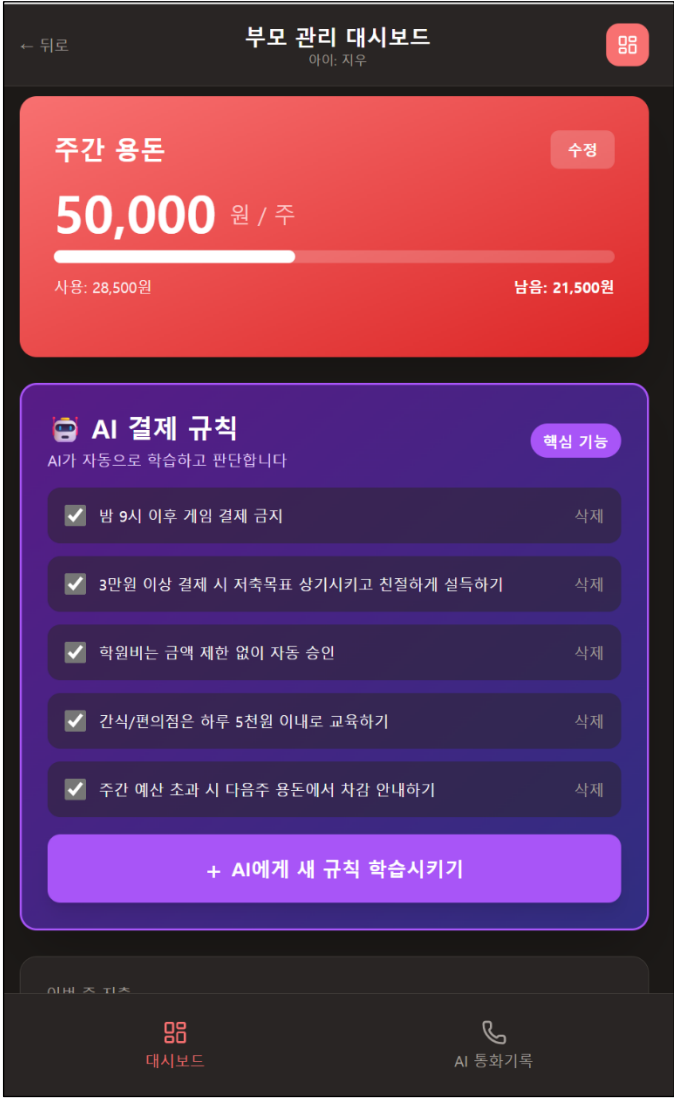 ← 뒤로
부모 관리 대시보드
아이: 지우
주간 용돈
수정
50,000 원 / 주
사용: 28,500원
남음: 21,500원
AI 결제 규칙
핵심 기능
AI가 자동으로 학습하고 판단합니다
밤 9시 이후 게임 결제 금지
삭제
3만원 이상 결제 시 저축목표 상기시키고 친절하게 설득하기
삭제
학원비는 금액 제한 없이 자동 승인
삭제
간식/편의점은 하루 5천원 이내로 교육하기
삭제
주간 예산 초과 시 다음주 용돈에서 차감 안내하기
삭제
+ AI에게 새 규칙 학습시키기
이번 주 지출
대시보드
AI 통화기록